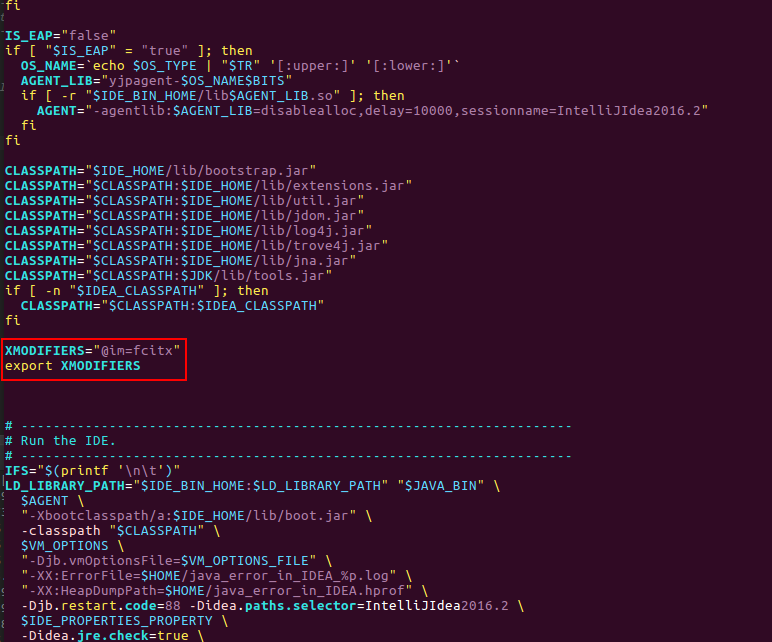 fi
IS_EAP="false"
if [ "$IS_EAP" = "true" ]; then
  OS_NAME=`echo $OS_TYPE | "$TR" '[:upper:]' '[:lower:]'`
  AGENT_LIB="yjpagent-$OS_NAME$BITS"
  if [ -r "$IDE_BIN_HOME/lib$AGENT_LIB.so" ]; then
    AGENT="-agentlib:$AGENT_LIB=disablealloc,delay=10000,sessionname=IntelliJIdea2016.2"
  fi
fi
CLASSPATH="$IDE_HOME/lib/bootstrap.jar"
CLASSPATH="$CLASSPATH:$IDE_HOME/lib/extensions.jar"
CLASSPATH="$CLASSPATH:$IDE_HOME/lib/util.jar"
CLASSPATH="$CLASSPATH:$IDE_HOME/lib/jdom.jar"
CLASSPATH="$CLASSPATH:$IDE_HOME/lib/log4j.jar"
CLASSPATH="$CLASSPATH:$IDE_HOME/lib/trove4j.jar"
CLASSPATH="$CLASSPATH:$IDE_HOME/lib/jna.jar"
CLASSPATH="$CLASSPATH:$JDK/lib/tools.jar"
if [ -n "$IDEA_CLASSPATH" ]; then
  CLASSPATH="$CLASSPATH:$IDEA_CLASSPATH"
fi
XMODIFIERS="@im=fcitx"
export XMODIFIERS
# ---------------------------------------------------------------------
# Run the IDE.
# ---------------------------------------------------------------------
IFS="$(printf '\n\t')"
LD_LIBRARY_PATH="$IDE_BIN_HOME:$LD_LIBRARY_PATH" "$JAVA_BIN" \
  $AGENT \
  "-Xbootclasspath/a:$IDE_HOME/lib/boot.jar" \
  -classpath "$CLASSPATH" \
  $VM_OPTIONS \
  "-Djb.vmOptionsFile=$VM_OPTIONS_FILE" \
  "-XX:ErrorFile=$HOME/java_error_in_IDEA_%p.log" \
  "-XX:HeapDumpPath=$HOME/java_error_in_IDEA.hprof" \
  -Djb.restart.code=88 -Didea.paths.selector=IntelliJIdea2016.2 \
  $IDE_PROPERTIES_PROPERTY \
  -Didea.jre.check=true \